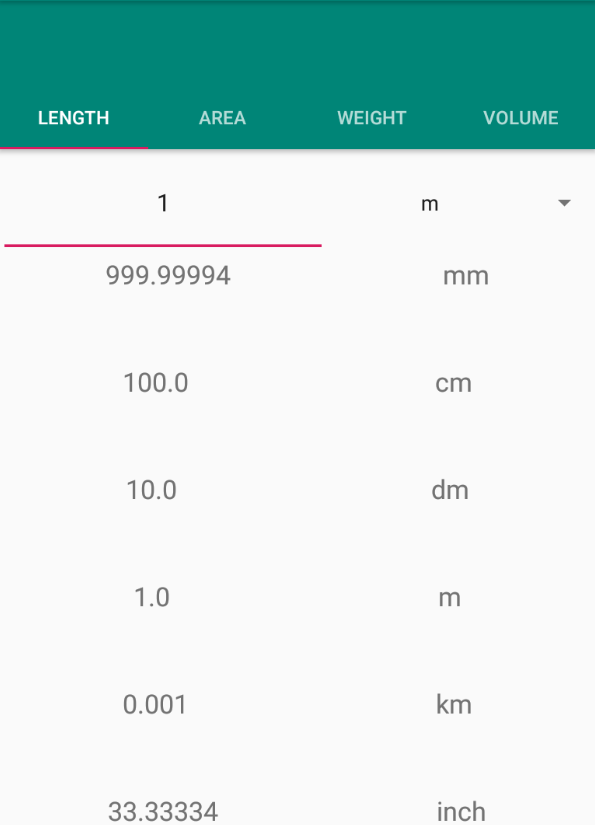 LENGTH AREA WEIGHT VOLUME
1 m
999.99994 mm
100.0 cm
10.0 dm
1.0 m
0.001 km
33.33334 inch